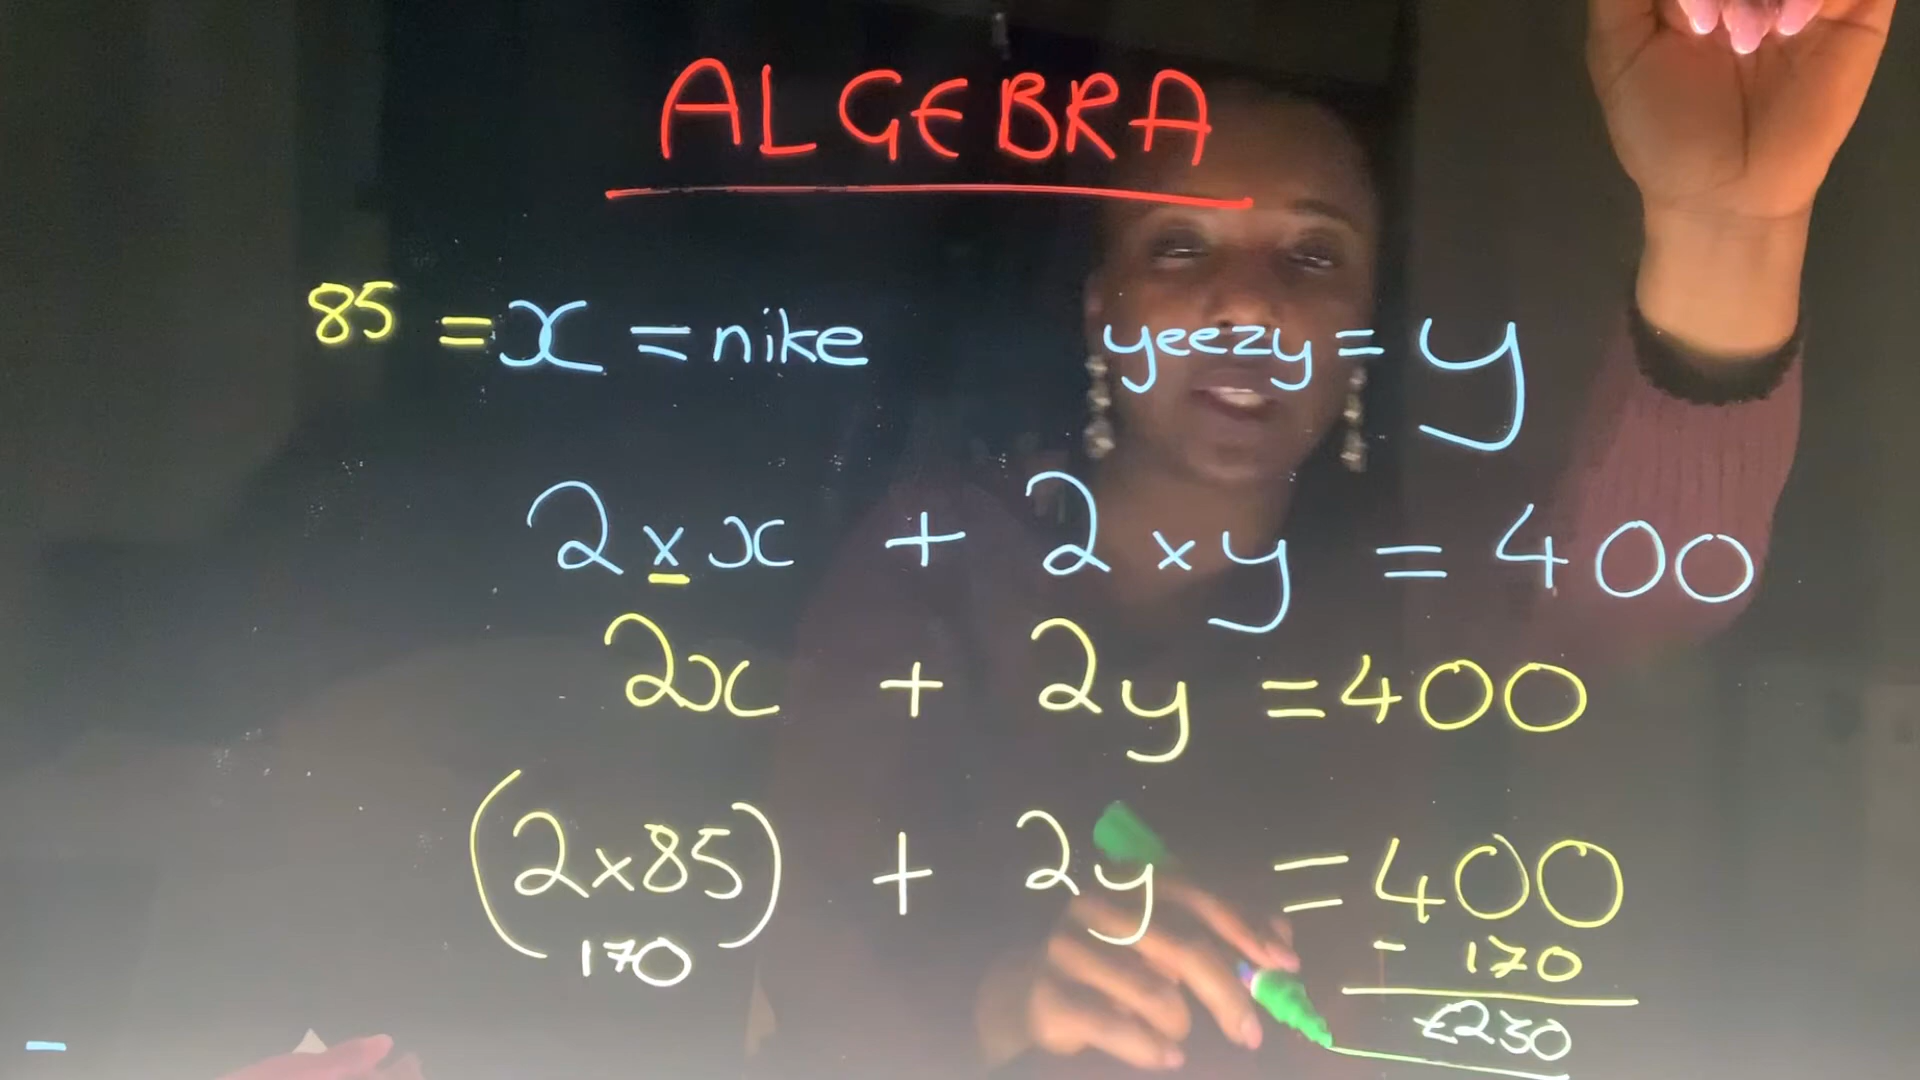 ALGEBRA
85 = x = nike yeezy = y
2 x x + 2 x y = 400
2x + 2y = 400
(2x85) + 2y = 400
170 - 170
£230